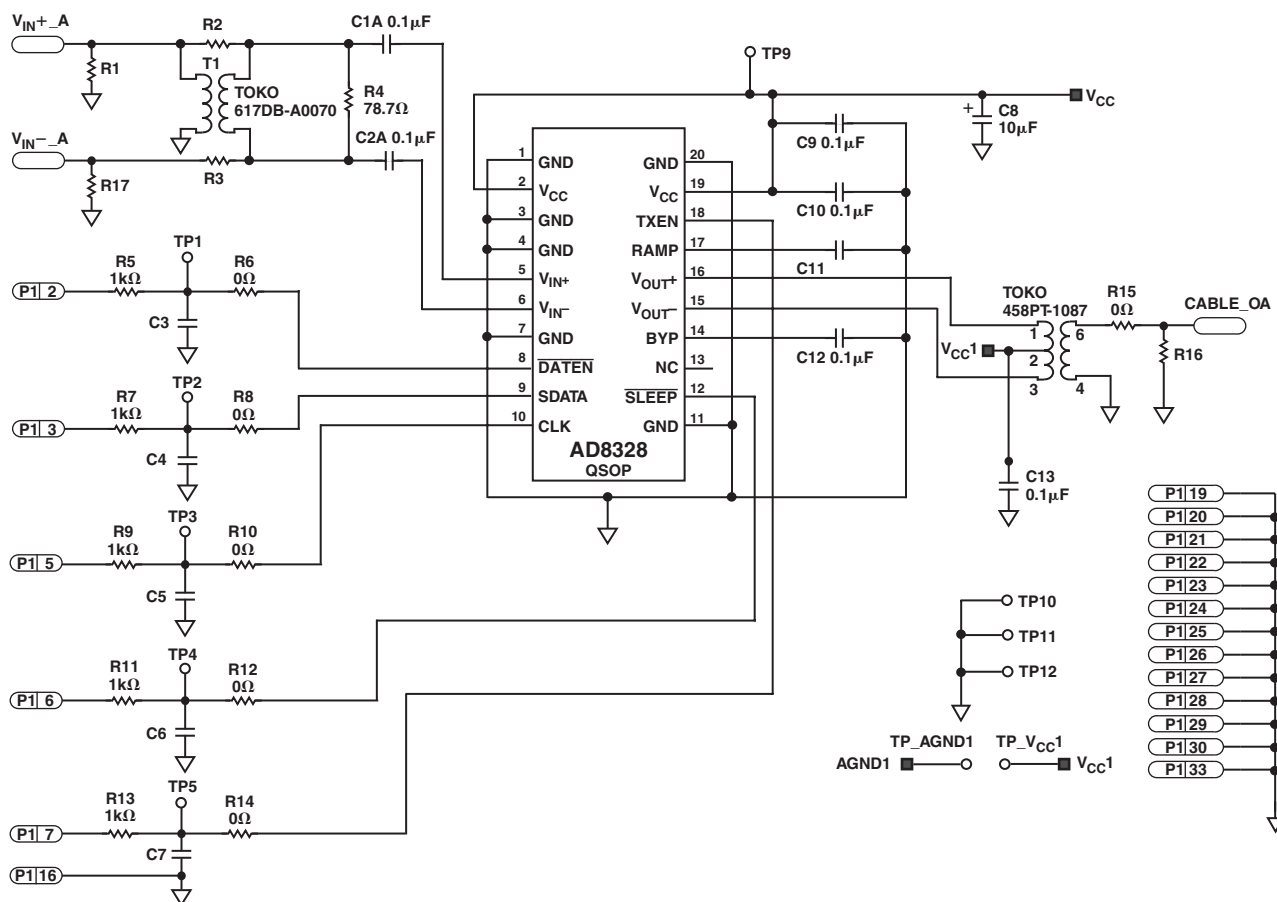 VIN+_A
R2
C1A 0.1µF
R1
T1
TOKO
617DB-A0070
R4
78.7Ω
VIN–_A
C2A 0.1µF
R17
R3
TP9
VCC
C8
+
10µF
C9 0.1µF
C10 0.1µF
C11
C12 0.1µF
1 GND
2 VCC
3 GND
4 GND
5 VIN+
6 VIN–
7 GND
8 DATEN
9 SDATA
10 CLK
GND 20
VCC 19
TXEN 18
RAMP 17
VOUT+ 16
VOUT– 15
BYP 14
NC 13
SLEEP 12
GND 11
AD8328
QSOP
TP1
R5
1kΩ
R6
0Ω
P1 2
C3
TP2
R7
1kΩ
R8
0Ω
P1 3
C4
TP3
R9
1kΩ
R10
0Ω
P1 5
C5
TP4
R11
1kΩ
R12
0Ω
P1 6
C6
TP5
R13
1kΩ
R14
0Ω
P1 7
C7
P1 16
TOKO
458PT-1087
1
2
3
6
4
R15
0Ω
CABLE_OA
R16
VCC1
C13
0.1µF
TP10
TP11
TP12
TP_AGND1
AGND1
TP_VCC1
VCC1
P1 19
P1 20
P1 21
P1 22
P1 23
P1 24
P1 25
P1 26
P1 27
P1 28
P1 29
P1 30
P1 33